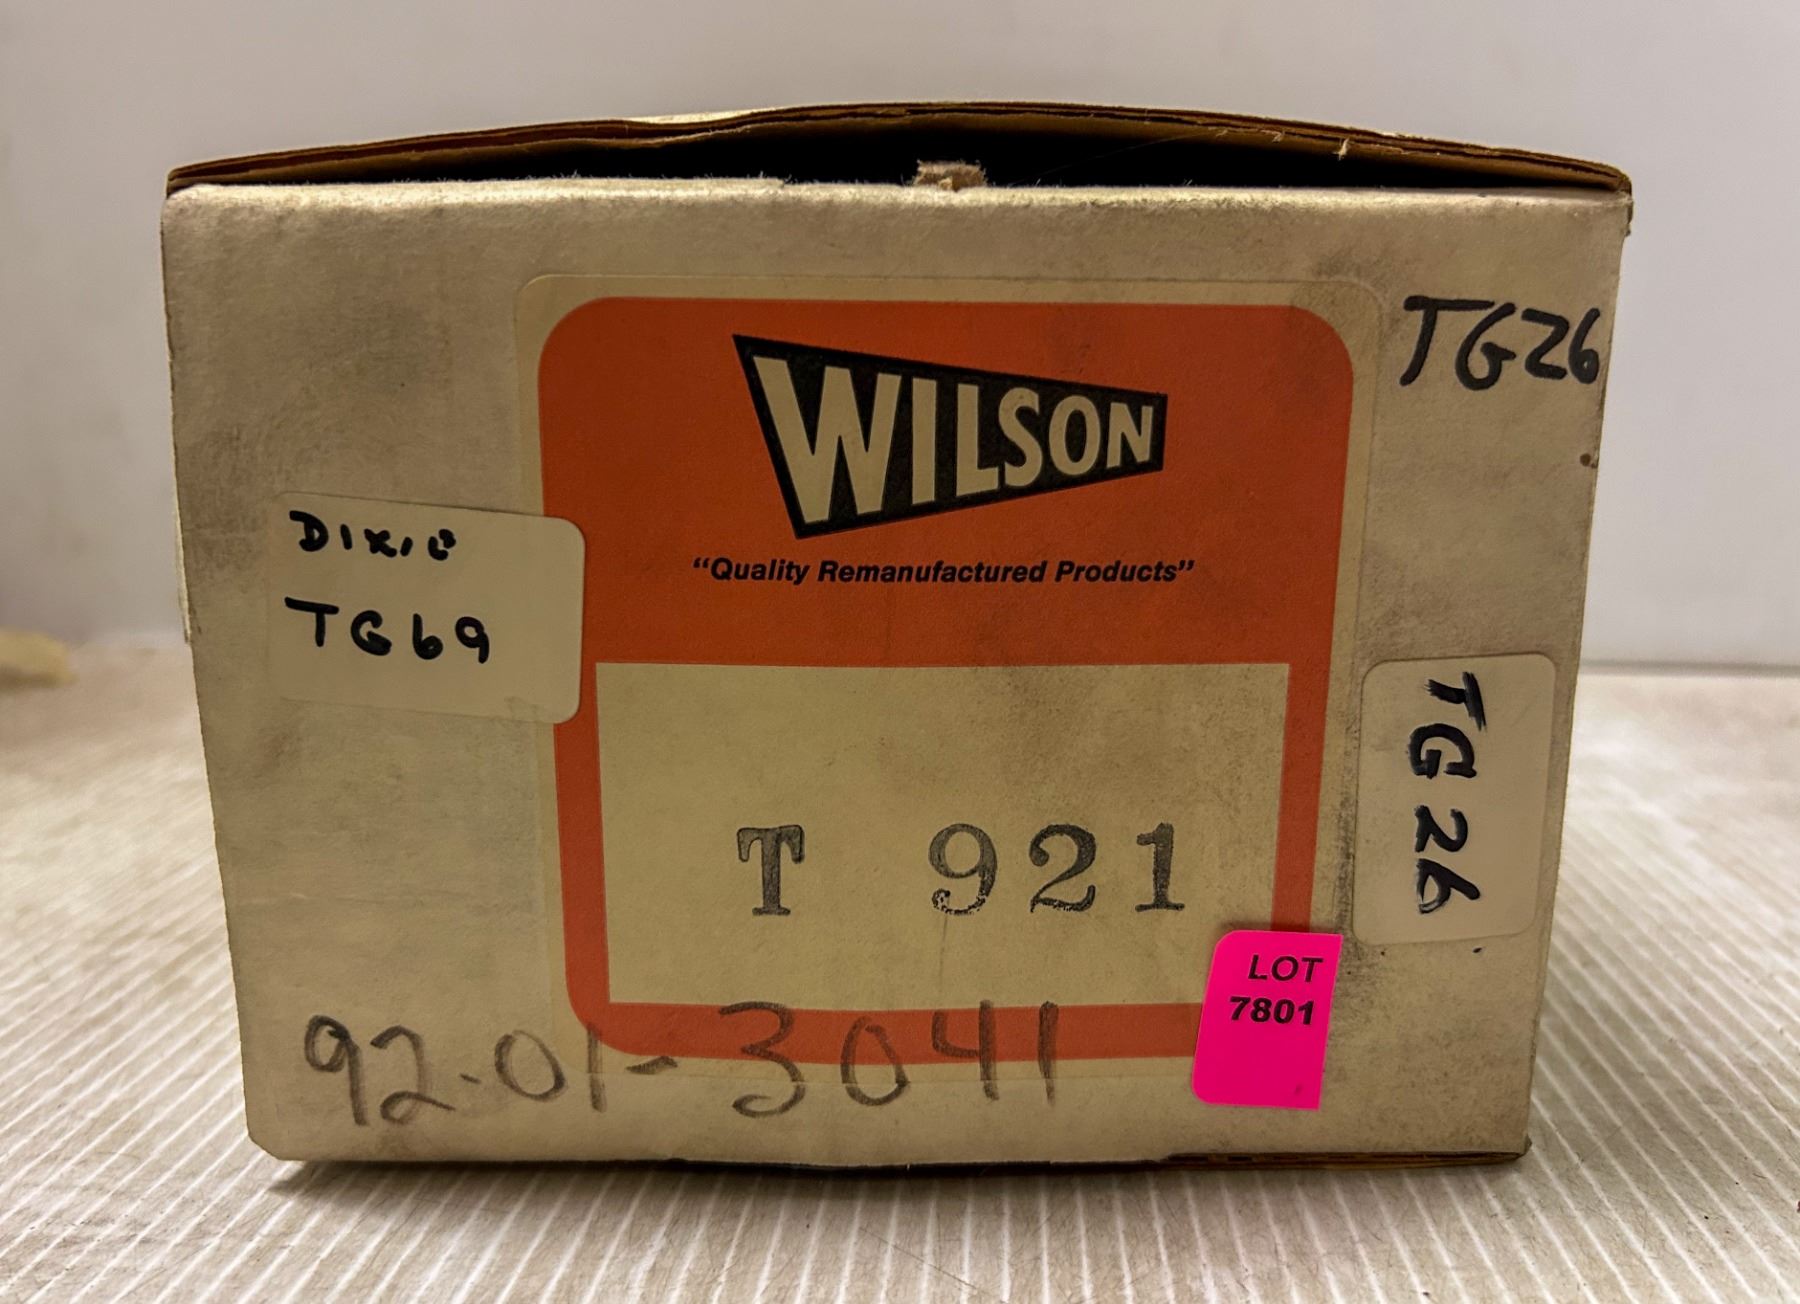 TG26
WILSON
"Quality Remanufactured Products"
DIXIE
TG69
TG26
T 921
LOT
7801
92-01-3041